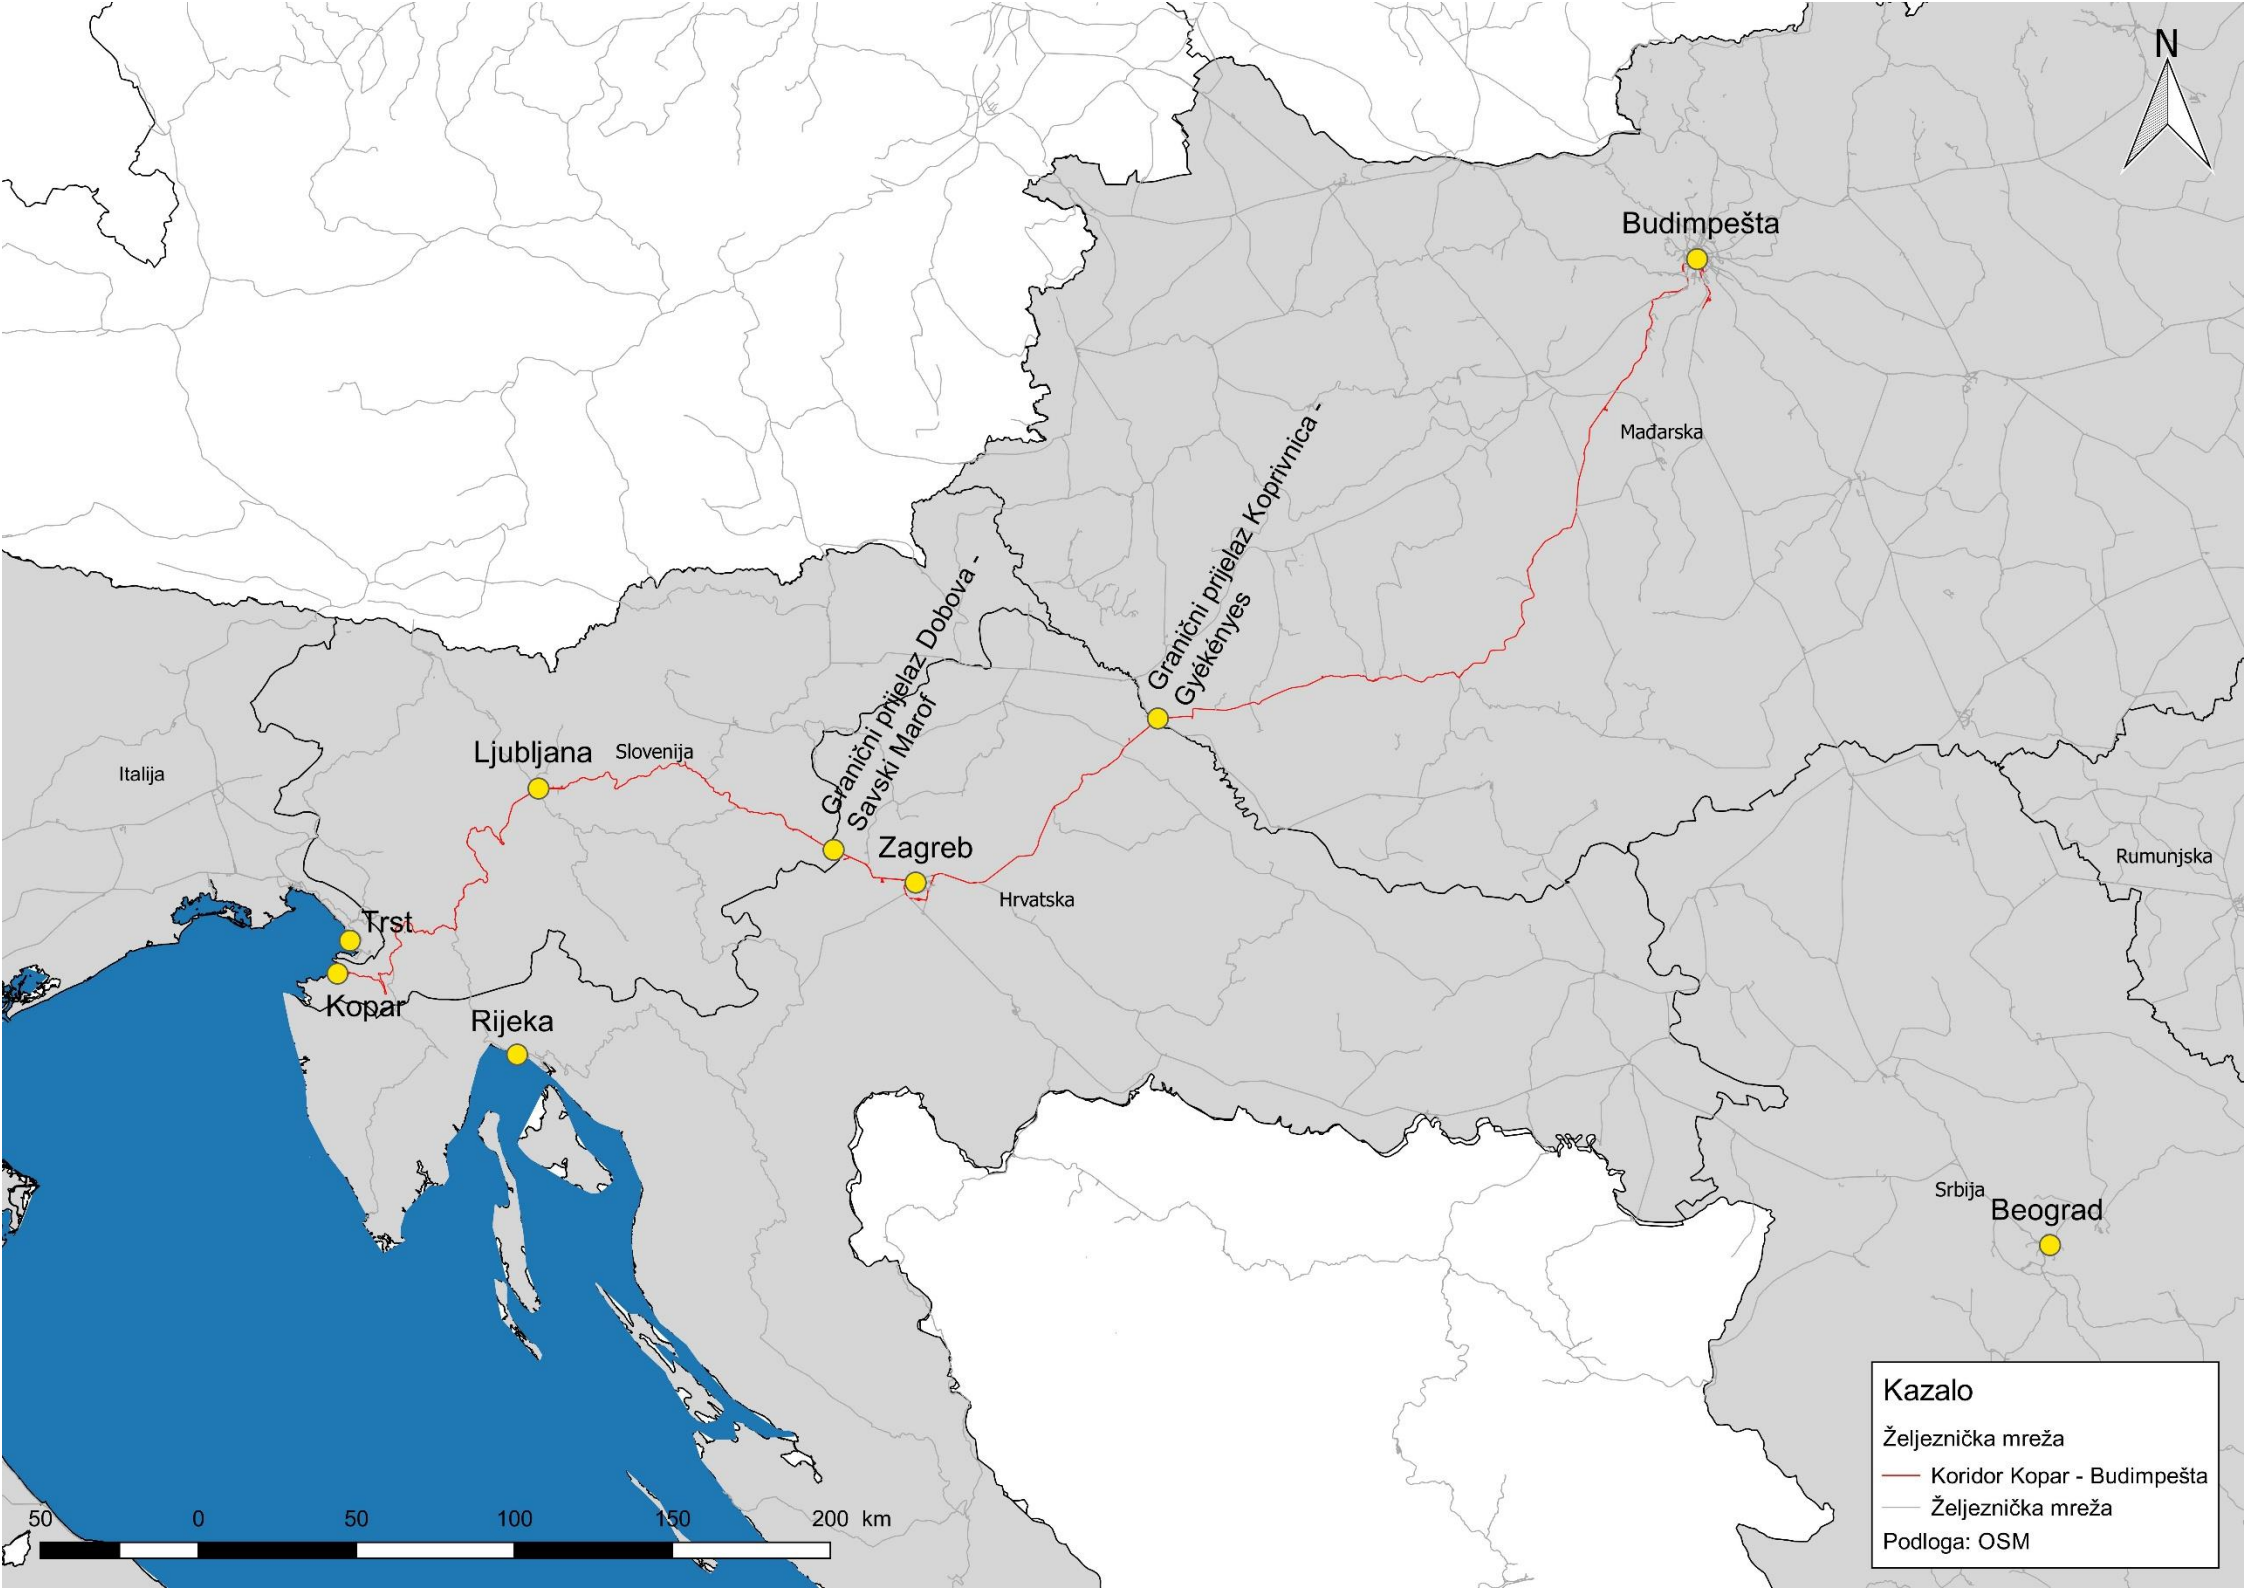 N
Budimpešta
Mađarska
Granični prijelaz Koprivnica -
Gyékényes
Granični prijelaz Dobova -
Savski Marof
Ljubljana
Slovenija
Italija
Zagreb
Hrvatska
Rumunjska
Trst
Kopar
Rijeka
Srbija
Beograd
Kazalo
Željeznička mreža
Koridor Kopar - Budimpešta
Željeznička mreža
Podloga: OSM
50 0 50 100 150 200 km